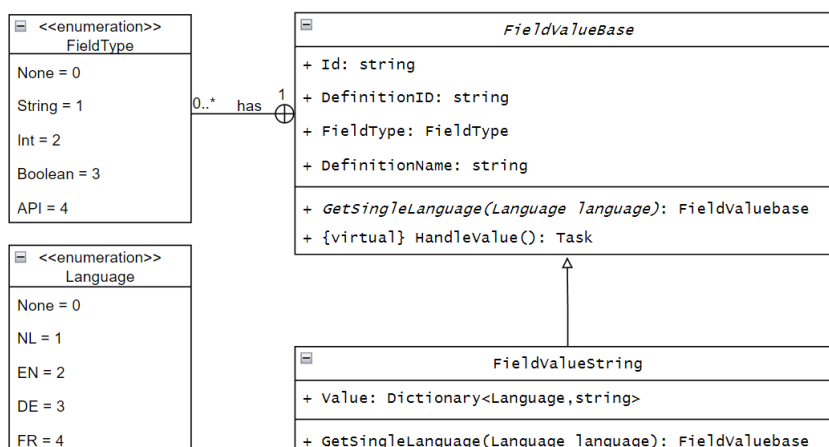 <<enumeration>>
FieldType
None = 0
String = 1
Int = 2
Boolean = 3
API = 4
0..* has 1
FieldValueBase
+ Id: string
+ DefinitionID: string
+ FieldType: FieldType
+ DefinitionName: string
+ GetSingleLanguage(Language language): FieldValuebase
+ {virtual} HandleValue(): Task
<<enumeration>>
Language
None = 0
NL = 1
EN = 2
DE = 3
FR = 4
FieldValueString
+ Value: Dictionary<Language,string>
+ GetSingleLanguage(Language language): FieldValuebase